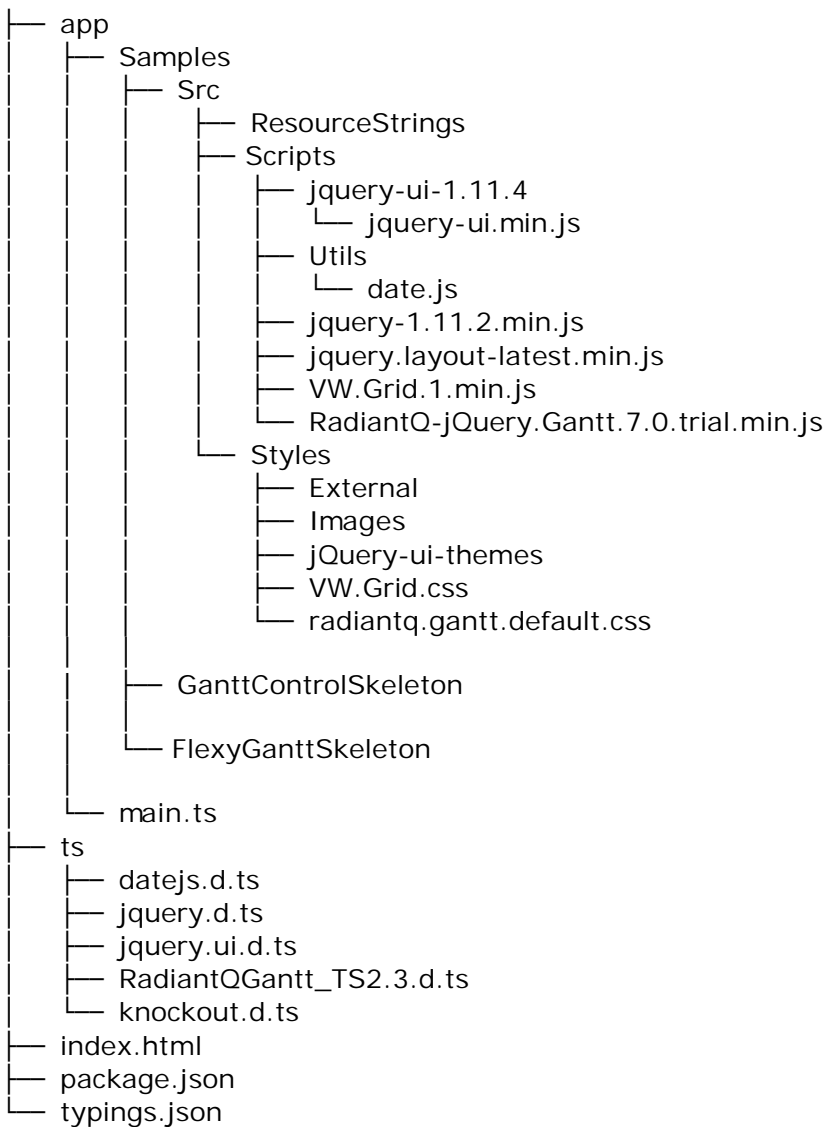 ├── app
│   ├── Samples
│   │   ├── Src
│   │   │   ├── ResourceStrings
│   │   │   ├── Scripts
│   │   │   │   ├── jquery-ui-1.11.4
│   │   │   │   │   └── jquery-ui.min.js
│   │   │   │   ├── Utils
│   │   │   │   │   └── date.js
│   │   │   │   ├── jquery-1.11.2.min.js
│   │   │   │   ├── jquery.layout-latest.min.js
│   │   │   │   ├── VW.Grid.1.min.js
│   │   │   │   └── RadiantQ-jQuery.Gantt.7.0.trial.min.js
│   │   │   └── Styles
│   │   │       ├── External
│   │   │       ├── Images
│   │   │       ├── jQuery-ui-themes
│   │   │       ├── VW.Grid.css
│   │   │       └── radiantq.gantt.default.css
│   │   │
│   │   ├── GanttControlSkeleton
│   │   │
│   │   └── FlexyGanttSkeleton
│   │
│   └── main.ts
├── ts
│   ├── datejs.d.ts
│   ├── jquery.d.ts
│   ├── jquery.ui.d.ts
│   ├── RadiantQGantt_TS2.3.d.ts
│   └── knockout.d.ts
├── index.html
├── package.json
└── typings.json